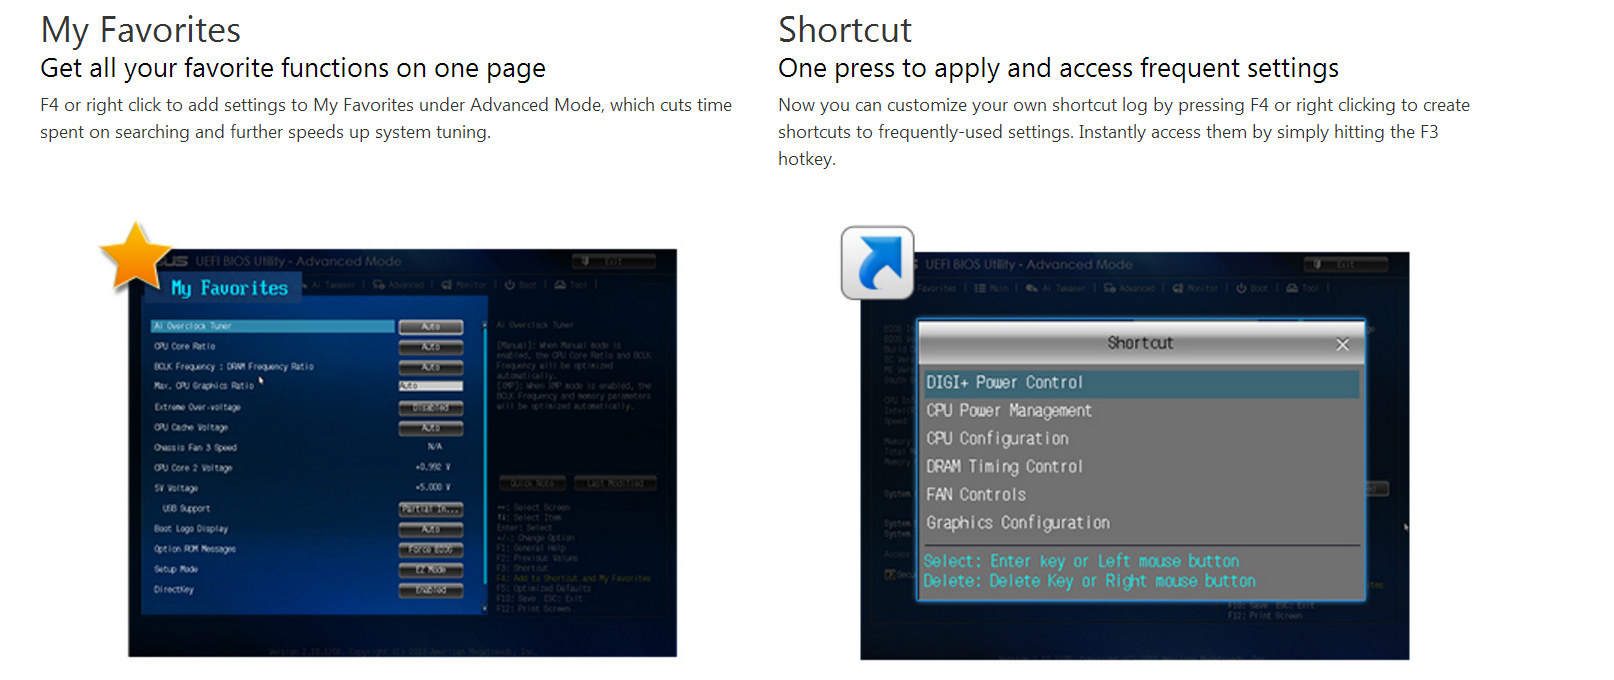 My Favorites
Get all your favorite functions on one page
F4 or right click to add settings to My Favorites under Advanced Mode, which cuts time
spent on searching and further speeds up system tuning.
Shortcut
One press to apply and access frequent settings
Now you can customize your own shortcut log by pressing F4 or right clicking to create
shortcuts to frequently-used settings. Instantly access them by simply hitting the F3
hotkey.
UEFI BIOS Utility - Advanced Mode
Exit
My Favorites
Ai Tweaker | Advanced | Monitor | Boot | Tool |
Ai Overclock Tuner Auto
CPU Core Ratio Auto
BCLK Frequency : DRAM Frequency Ratio Auto
Max. CPU Graphics Ratio Auto
Extreme Over-voltage Disabled
CPU Cache Voltage Auto
Chassis Fan 3 Speed N/A
CPU Core 2 Voltage +0.992 V
5V Voltage +5.000 V
USB Support Partial In...
Boot Logo Display Auto
Option ROM Messages Force BIOS
Setup Mode EZ Mode
DirectKey Enabled
Ai Overclock Tuner
[Manual]: When Manual mode is
enabled, the CPU Core Ratio and BCLK
Frequency will be optimized
automatically.
[XMP]: When XMP mode is enabled, the
BCLK Frequency and memory parameters
will be optimized automatically.
Quick Note Last Modified
: Select Screen
: Select Item
Enter: Select
+/-: Change Option
F1: General Help
F2: Previous Values
F3: Shortcut
F4: Add to Shortcut and My Favorites
F5: Optimized Defaults
F10: Save ESC: Exit
F12: Print Screen
UEFI BIOS Utility - Advanced Mode
Exit
Favorites | Main | Ai Tweaker | Advanced | Monitor | Boot | Tool |
Shortcut
DIGI+ Power Control
CPU Power Management
CPU Configuration
DRAM Timing Control
FAN Controls
Graphics Configuration
Select: Enter key or Left mouse button
Delete: Delete Key or Right mouse button
F10: Save ESC: Exit
F12: Print Screen